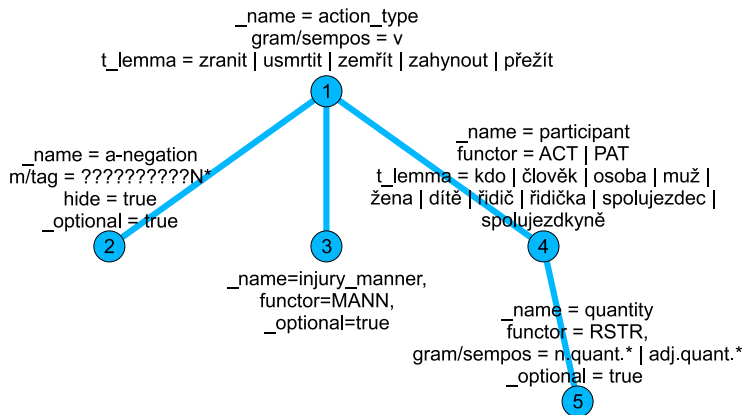 _name = action_type
gram/sempos = v
t_lemma = zranit | usmrtit | zemřít | zahynout | přežít
1
_name = a-negation
m/tag = ??????????N*
hide = true
_optional = true
2
_name=injury_manner,
functor=MANN,
_optional=true
3
_name = participant
functor = ACT | PAT
t_lemma = kdo | člověk | osoba | muž |
žena | dítě | řidič | řidička | spolujezdec |
spolujezdkyně
4
_name = quantity
functor = RSTR,
gram/sempos = n.quant.* | adj.quant.*
_optional = true
5